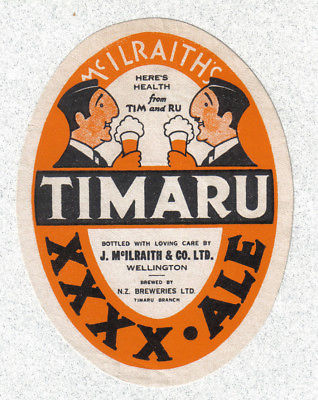 McILRAITH'S
HERE'S
HEALTH
from
TIM and RU
TIMARU
BOTTLED WITH LOVING CARE BY
J. McILRAITH & CO. LTD.
WELLINGTON
BREWED BY
N.Z. BREWERIES LTD.
TIMARU BRANCH
XXXX · ALE